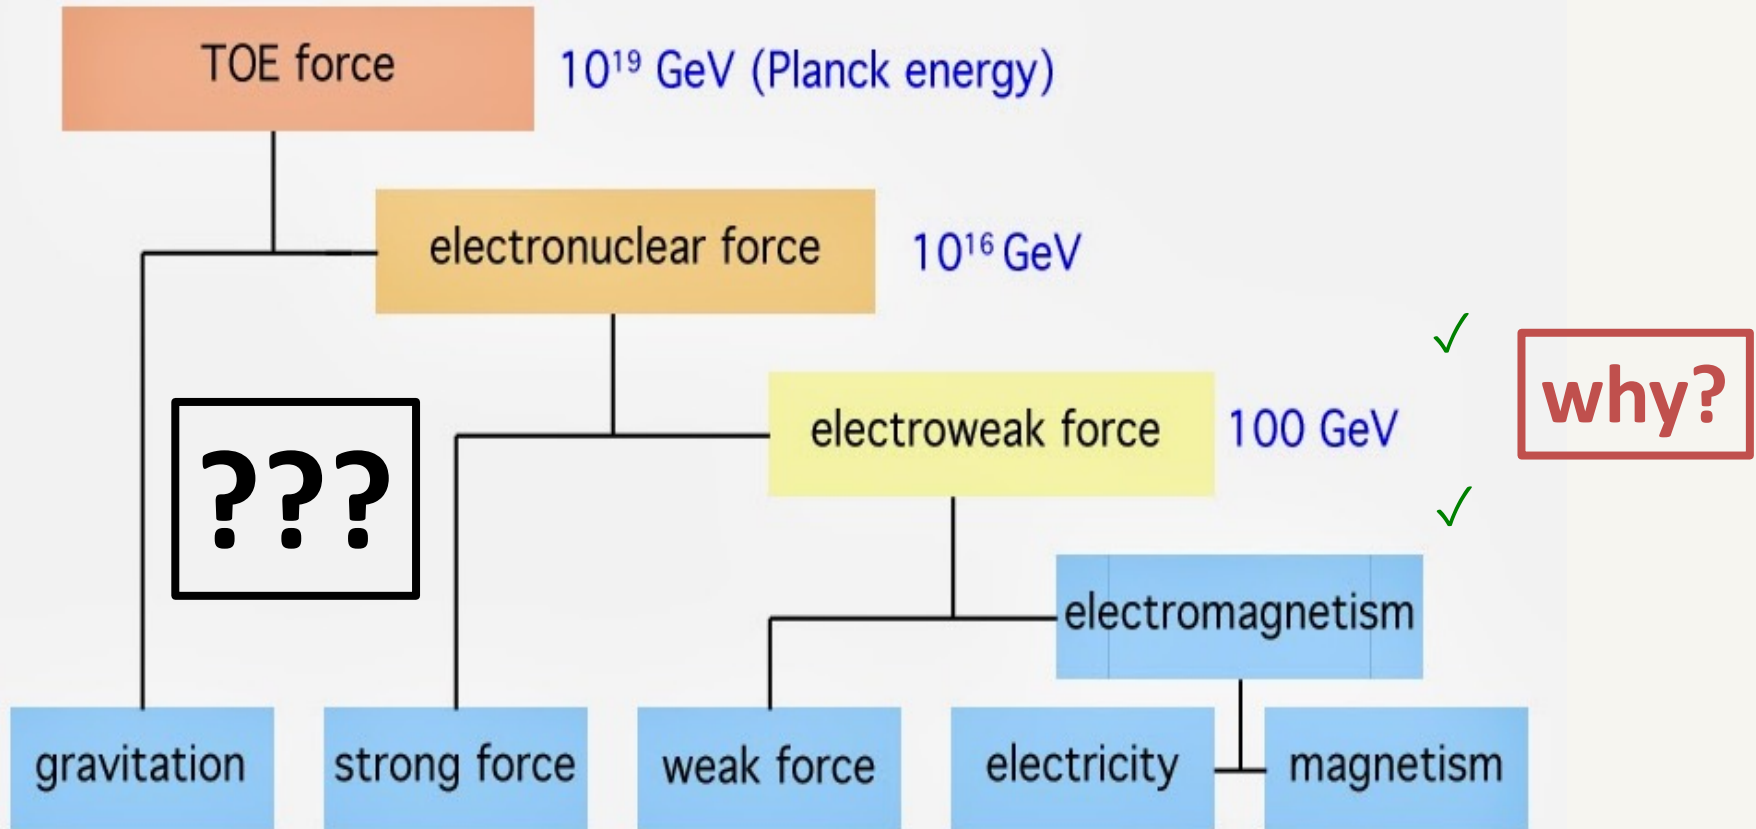 TOE force
10¹⁹ GeV (Planck energy)
electronuclear force
10¹⁶ GeV
✓
why?
???
electroweak force
100 GeV
✓
electromagnetism
gravitation
strong force
weak force
electricity
magnetism